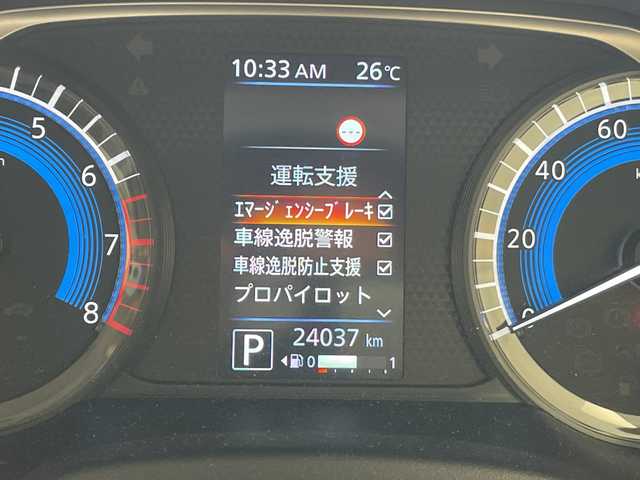 10:33 AM 26℃
運転支援
ｴﾏｰｼﾞｪﾝｼｰﾌﾞﾚｰｷ
車線逸脱警報
車線逸脱防止支援
プロパイロット
P 24037 km
0 1
5
6
7
8
60
40
20
0